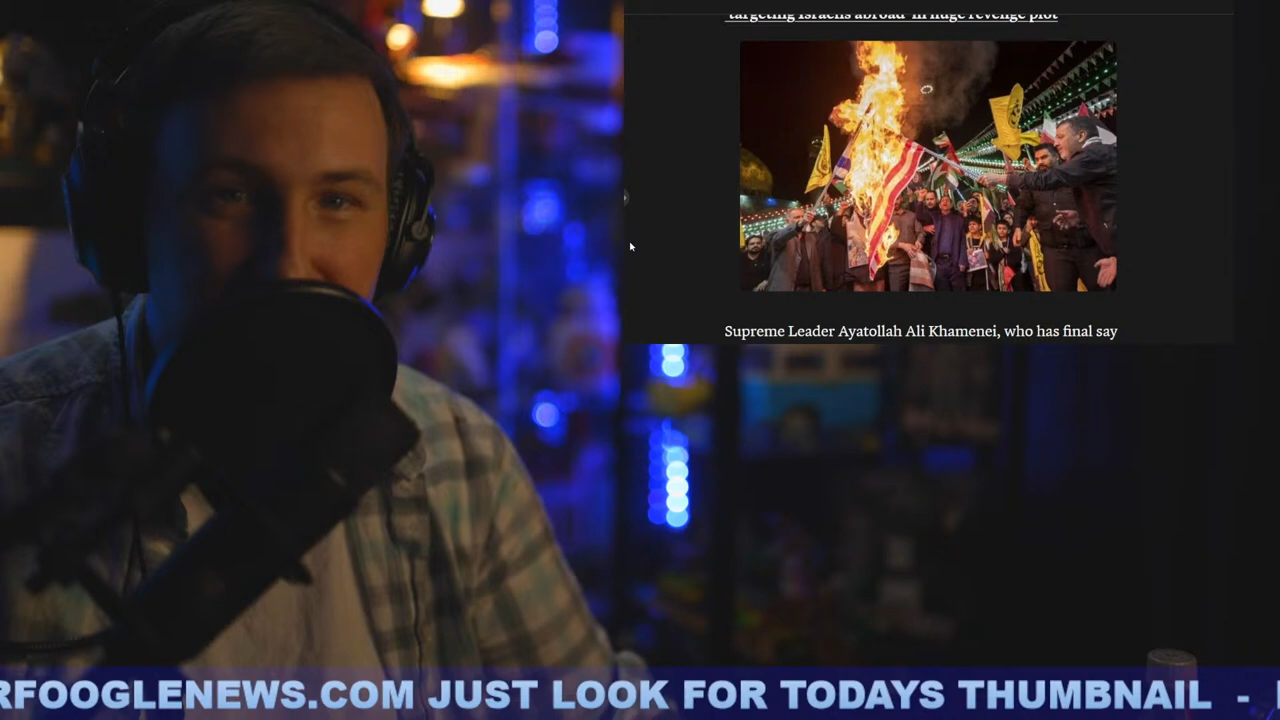 targeting Israelis abroad' in huge revenge plot
Supreme Leader Ayatollah Ali Khamenei, who has final say
RFOOGLENEWS.COM JUST LOOK FOR TODAYS THUMBNAIL -